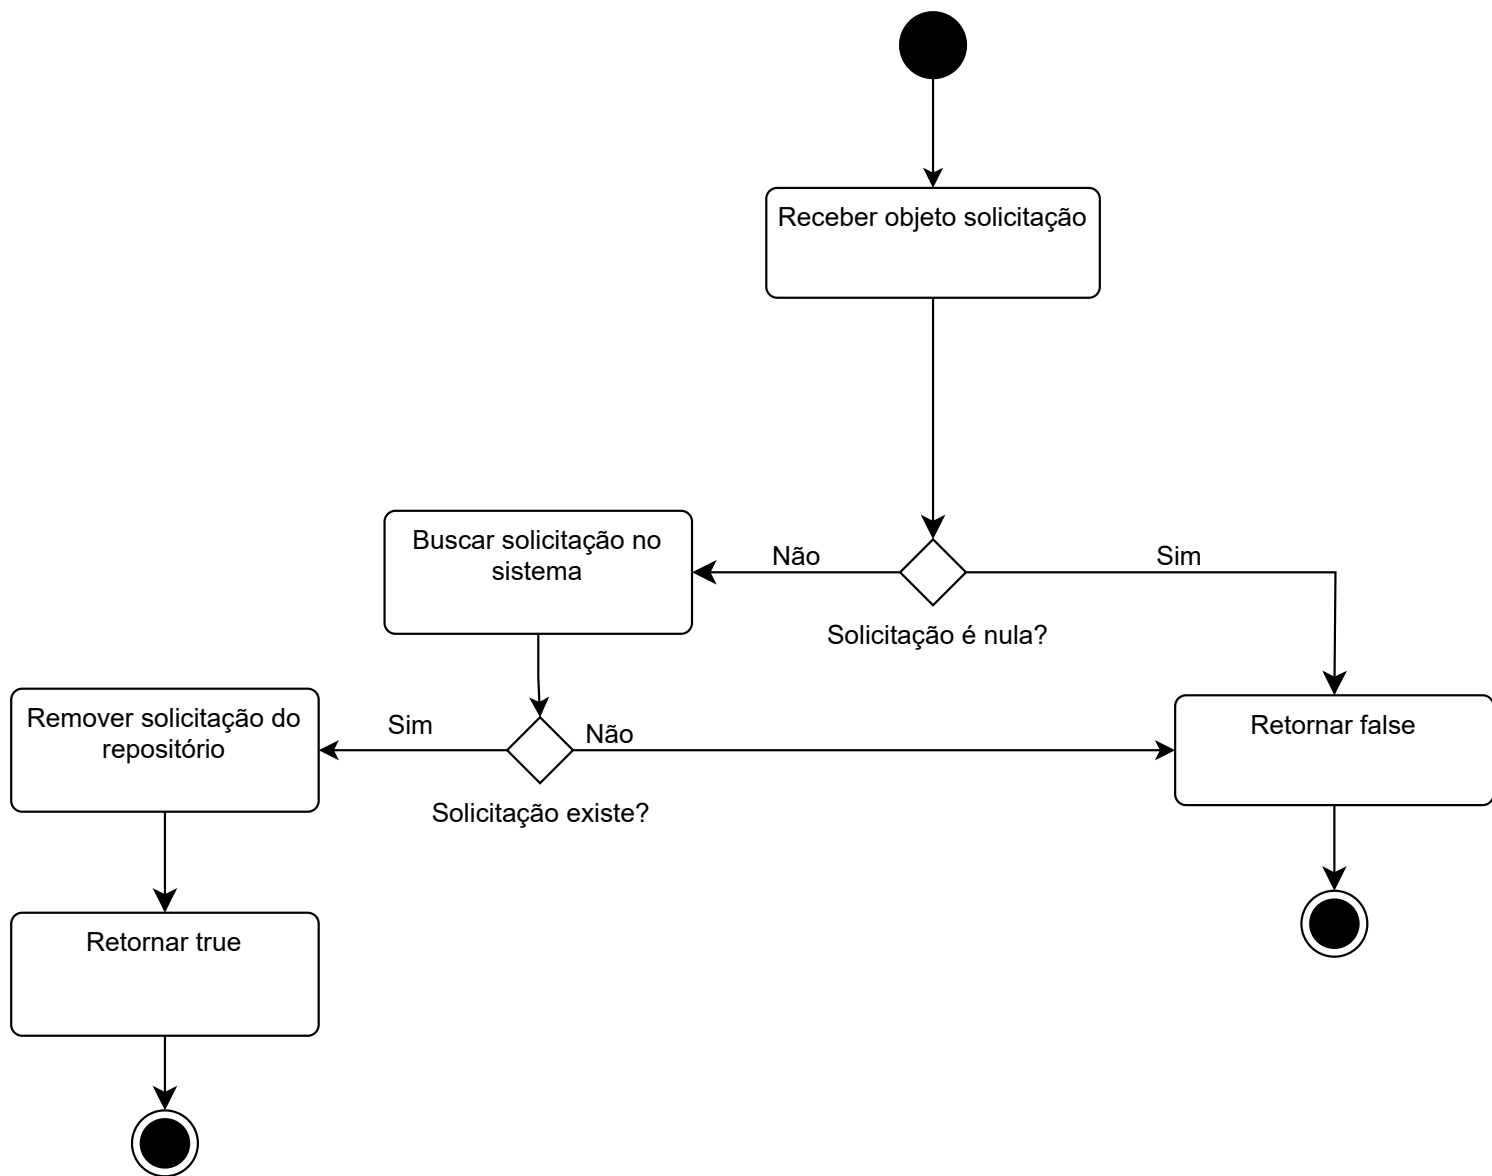 Receber objeto solicitação
Buscar solicitação no
sistema
Não
Sim
Solicitação é nula?
Remover solicitação do
repositório
Sim
Não
Retornar false
Solicitação existe?
Retornar true